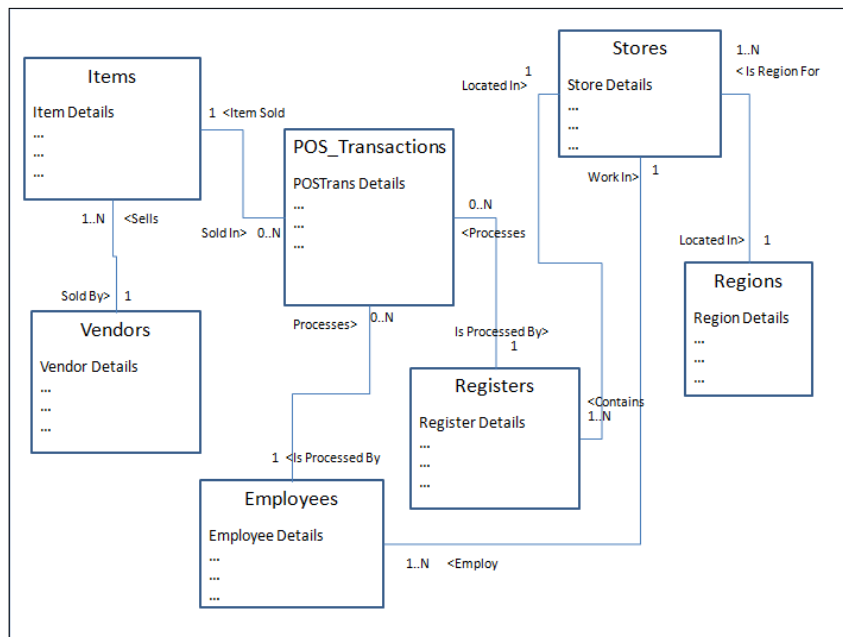 Stores
1..N
< Is Region For
Items
1
Located In>
Store Details
...
...
...
Item Details
...
...
...
1 <Item Sold
POS_Transactions
POSTrans Details
...
...
...
Work In> 1
0..N
<Processes
1..N <Sells
Sold In> 0..N
Located In> 1
Regions
Region Details
...
...
...
Sold By> 1
Vendors
Vendor Details
...
...
...
Processes> 0..N
Is Processed By>
1
Registers
Register Details
...
...
...
<Contains
1..N
1 <Is Processed By
Employees
Employee Details
...
...
...
1..N <Employ